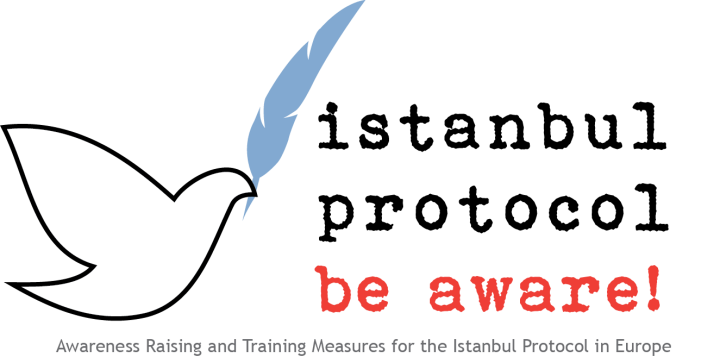 istanbul
protocol
be aware!
Awareness Raising and Training Measures for the Istanbul Protocol in Europe